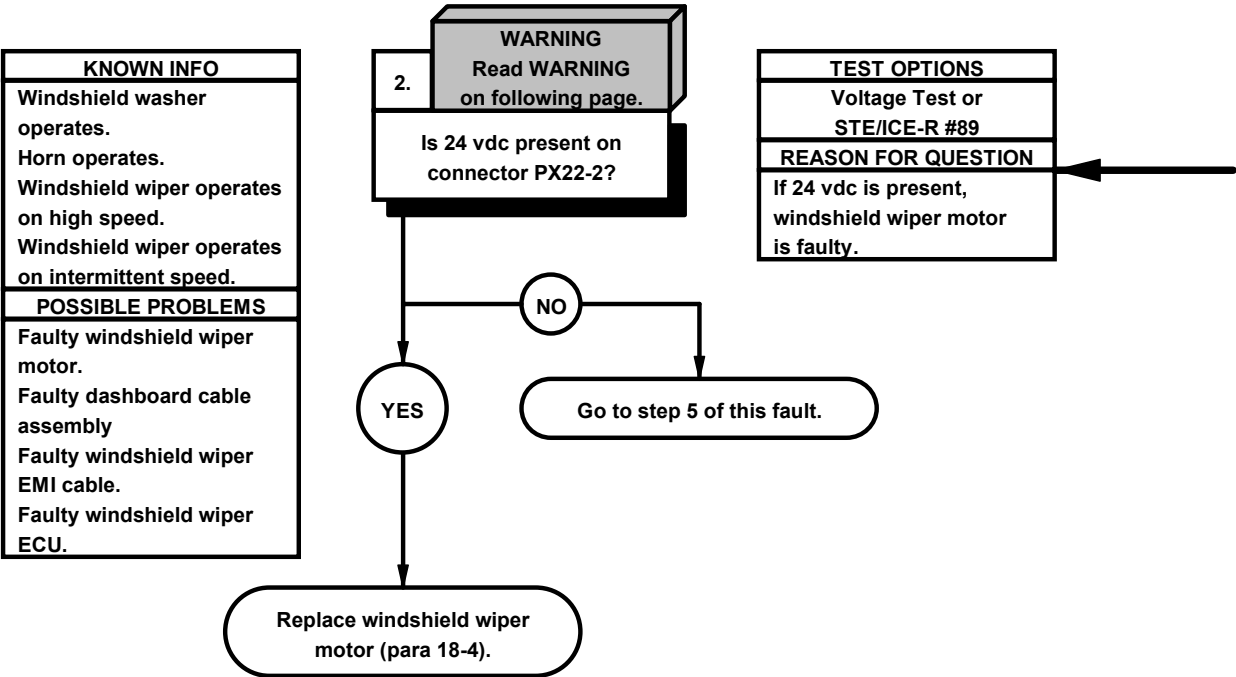 KNOWN INFO
Windshield washer
operates.
Horn operates.
Windshield wiper operates
on high speed.
Windshield wiper operates
on intermittent speed.
POSSIBLE PROBLEMS
Faulty windshield wiper
motor.
Faulty dashboard cable
assembly
Faulty windshield wiper
EMI cable.
Faulty windshield wiper
ECU.
2.
WARNING
Read WARNING
on following page.
Is 24 vdc present on
connector PX22-2?
TEST OPTIONS
Voltage Test or
STE/ICE-R #89
REASON FOR QUESTION
If 24 vdc is present,
windshield wiper motor
is faulty.
NO
YES
Go to step 5 of this fault.
Replace windshield wiper
motor (para 18-4).